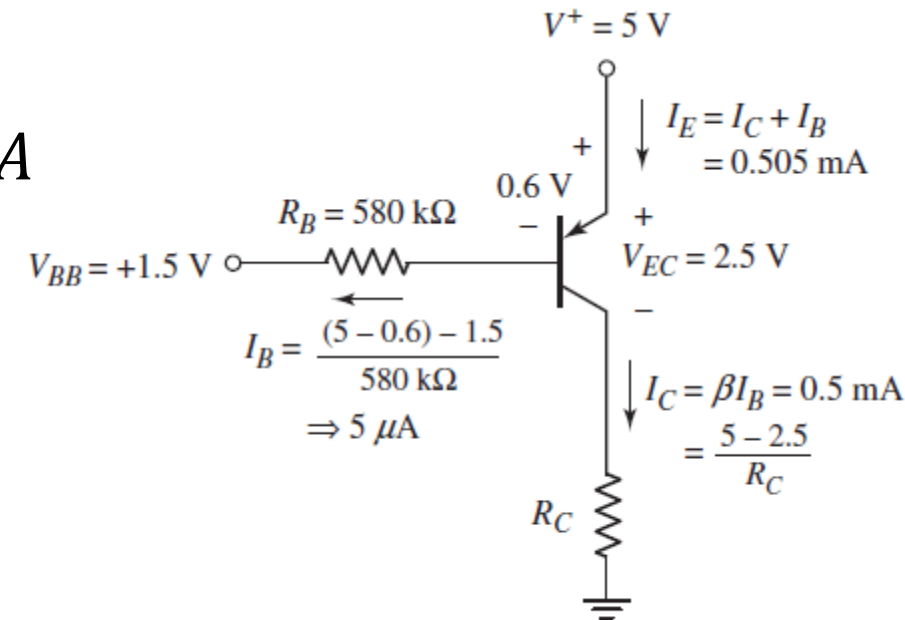 V⁺ = 5 V
A
I_E = I_C + I_B
= 0.505 mA
+
0.6 V
−
R_B = 580 kΩ
V_BB = +1.5 V
+
V_EC = 2.5 V
−
I_B = (5 – 0.6) – 1.5 / 580 kΩ
⇒ 5 μA
I_C = βI_B = 0.5 mA
= 5 – 2.5 / R_C
R_C